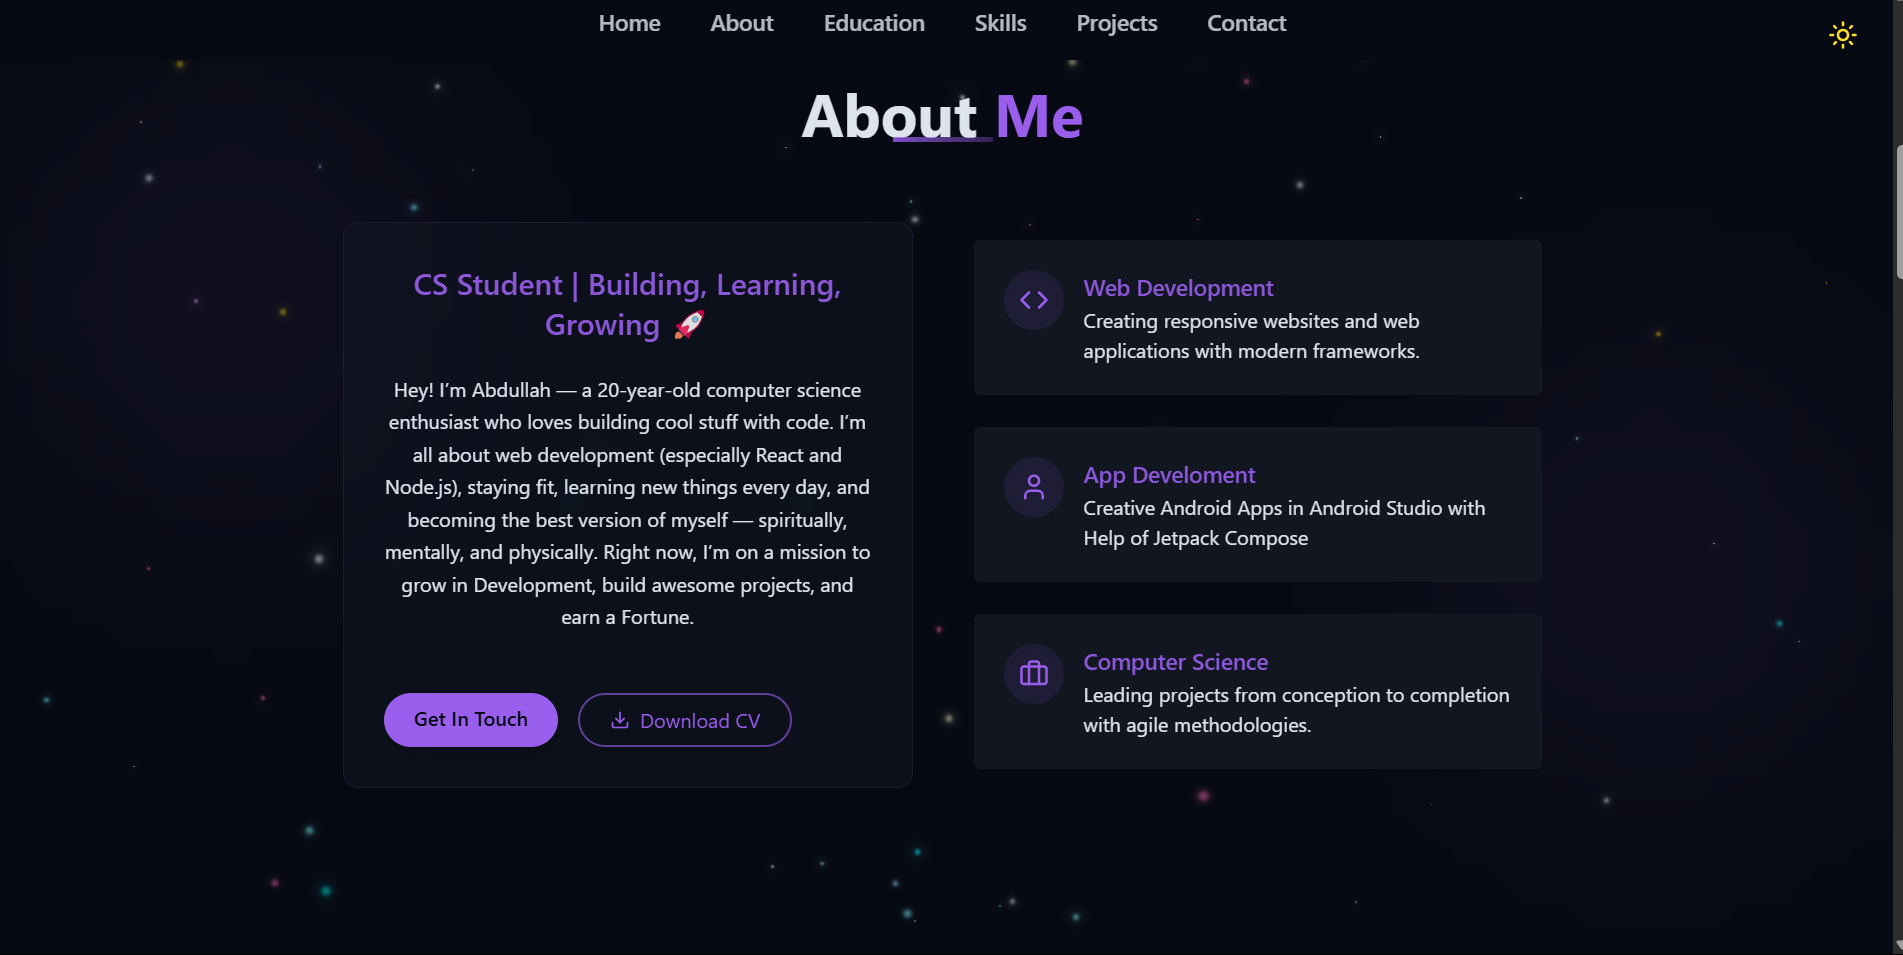 Home About Education Skills Projects Contact
About Me
CS Student | Building, Learning,
Growing 🚀
Hey! I’m Abdullah — a 20-year-old computer science
enthusiast who loves building cool stuff with code. I’m
all about web development (especially React and
Node.js), staying fit, learning new things every day, and
becoming the best version of myself — spiritually,
mentally, and physically. Right now, I’m on a mission to
grow in Development, build awesome projects, and
earn a Fortune.
Get In Touch
Download CV
Web Development
Creating responsive websites and web
applications with modern frameworks.
App Develoment
Creative Android Apps in Android Studio with
Help of Jetpack Compose
Computer Science
Leading projects from conception to completion
with agile methodologies.